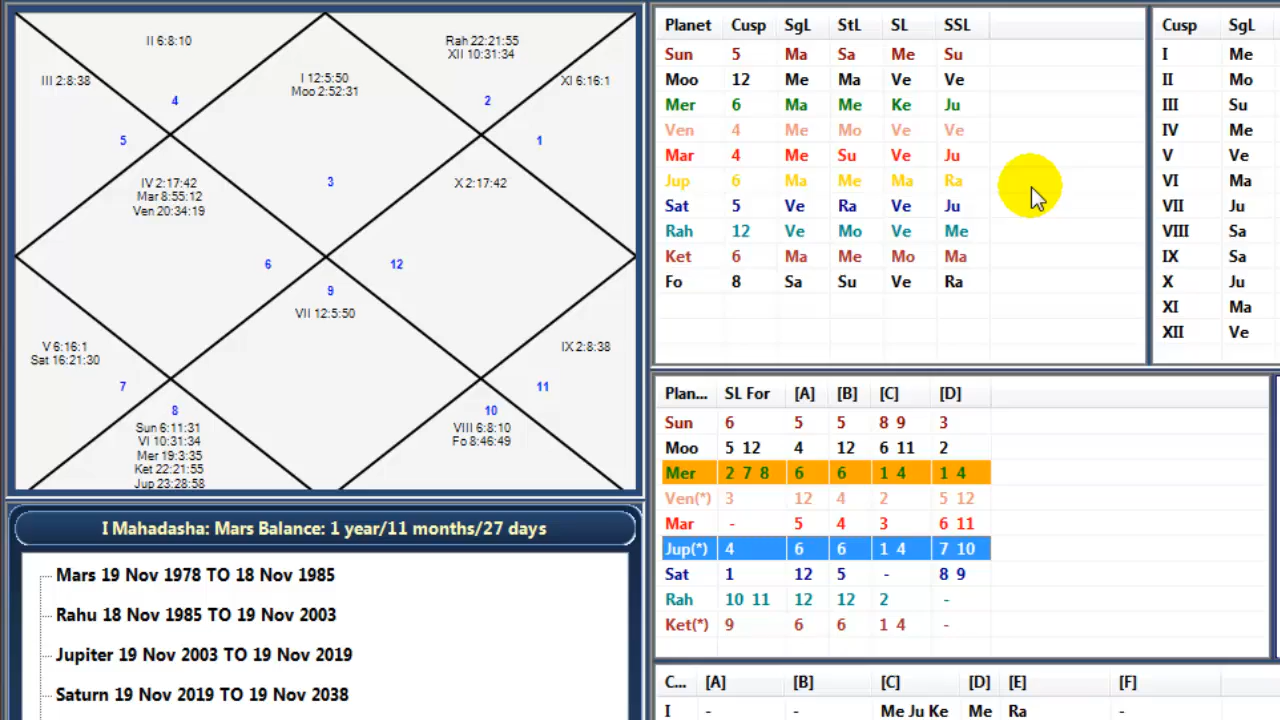 II 6:8:10
Rah 22:21:55
XII 10:31:34
III 2:8:38
I 12:5:50
Moo 2:52:31
XI 6:16:1
4
2
5
1
3
IV 2:17:42
Mar 8:55:12
Ven 20:34:19
X 2:17:42
6
12
9
VII 12:5:50
V 6:16:1
Sat 16:21:30
IX 2:8:38
7
11
8
10
Sun 6:11:31
VI 10:31:34
Mer 19:3:35
Ket 22:21:55
Jup 23:28:58
VIII 6:8:10
Fo 8:46:49
I Mahadasha: Mars Balance: 1 year/11 months/27 days
Mars 19 Nov 1978 TO 18 Nov 1985
Rahu 18 Nov 1985 TO 19 Nov 2003
Jupiter 19 Nov 2003 TO 19 Nov 2019
Saturn 19 Nov 2019 TO 19 Nov 2038
Planet Cusp SgL StL SL SSL
Sun 5 Ma Sa Me Su
Moo 12 Me Ma Ve Ve
Mer 6 Ma Me Ke Ju
Ven 4 Me Mo Ve Ve
Mar 4 Me Su Ve Ju
Jup 6 Ma Me Ma Ra
Sat 5 Ve Ra Ve Ju
Rah 12 Ve Mo Ve Me
Ket 6 Ma Me Mo Ma
Fo 8 Sa Su Ve Ra
Cusp SgL
I Me
II Mo
III Su
IV Me
V Ve
VI Ma
VII Ju
VIII Sa
IX Sa
X Ju
XI Ma
XII Ve
Plan... SL For [A] [B] [C] [D]
Sun 6 5 5 8 9 3
Moo 5 12 4 12 6 11 2
Mer 2 7 8 6 6 1 4 1 4
Ven(*) 3 12 4 2 5 12
Mar - 5 4 3 6 11
Jup(*) 4 6 6 1 4 7 10
Sat 1 12 5 - 8 9
Rah 10 11 12 12 2 -
Ket(*) 9 6 6 1 4 -
C... [A] [B] [C] [D] [E] [F]
I - - Me Ju Ke Me Ra -